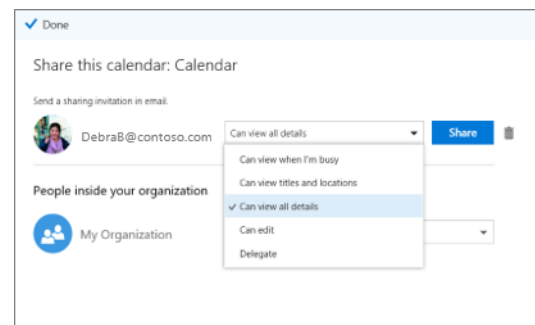 Done
Share this calendar: Calendar
Send a sharing invitation in email.
DebraB@contoso.com
Can view all details
Share
Can view when I'm busy
Can view titles and locations
Can view all details
Can edit
Delegate
People inside your organization
My Organization